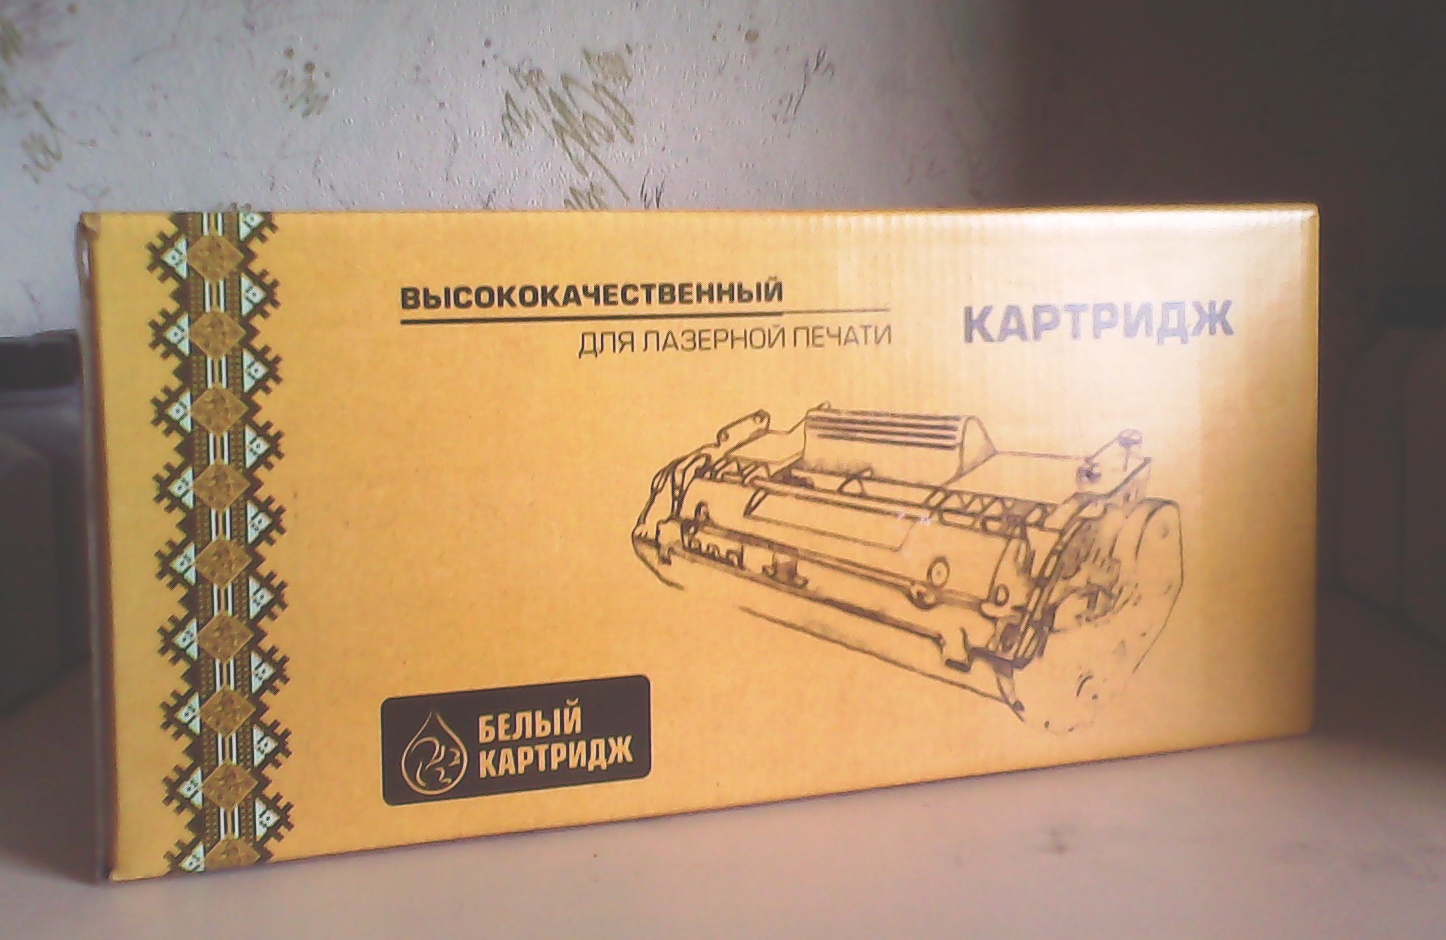 ВЫСОКОКАЧЕСТВЕННЫЙ
ДЛЯ ЛАЗЕРНОЙ ПЕЧАТИ
КАРТРИДЖ
БЕЛЫЙ
КАРТРИДЖ